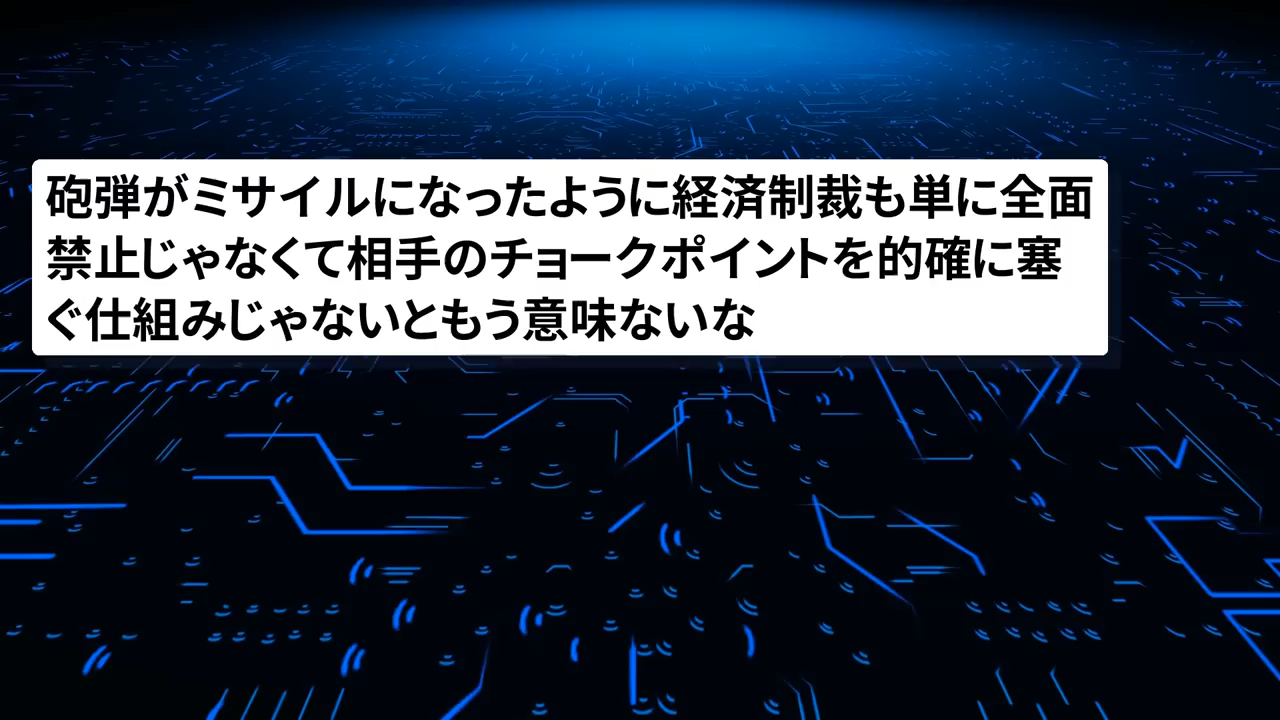 砲弾がミサイルになったように経済制裁も単に全面
禁止じゃなくて相手のチョークポイントを的確に塞
ぐ仕組みじゃないともう意味ないな